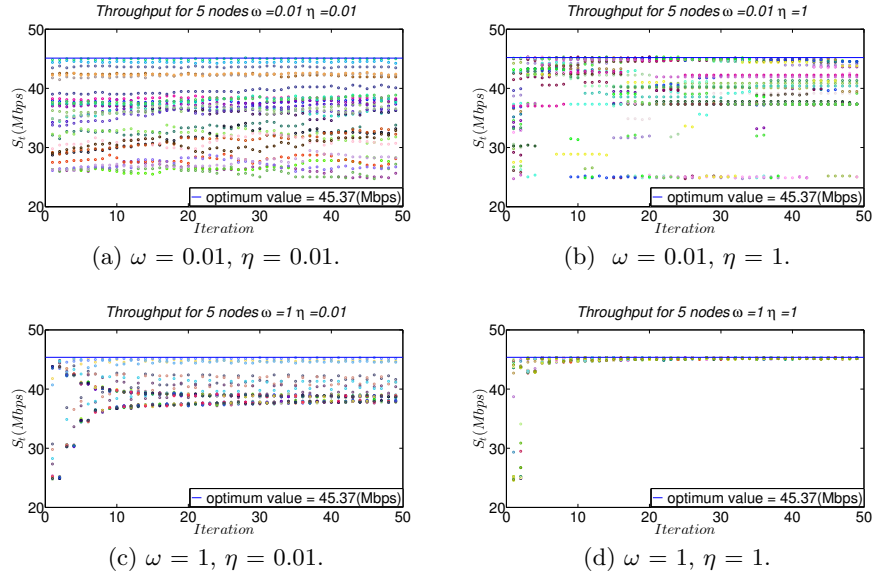 Throughput for 5 nodes ω =0.01 η =0.01
50
40
30
20
S_t(Mbps)
0 10 20 30 40 50
Iteration
optimum value = 45.37(Mbps)
(a) ω = 0.01, η = 0.01.
Throughput for 5 nodes ω =0.01 η =1
50
40
30
20
S_t(Mbps)
0 10 20 30 40 50
Iteration
optimum value = 45.37(Mbps)
(b) ω = 0.01, η = 1.
Throughput for 5 nodes ω =1 η =0.01
50
40
30
20
S_t(Mbps)
0 10 20 30 40 50
Iteration
optimum value = 45.37(Mbps)
(c) ω = 1, η = 0.01.
Throughput for 5 nodes ω =1 η =1
50
40
30
20
S_t(Mbps)
0 10 20 30 40 50
Iteration
optimum value = 45.37(Mbps)
(d) ω = 1, η = 1.